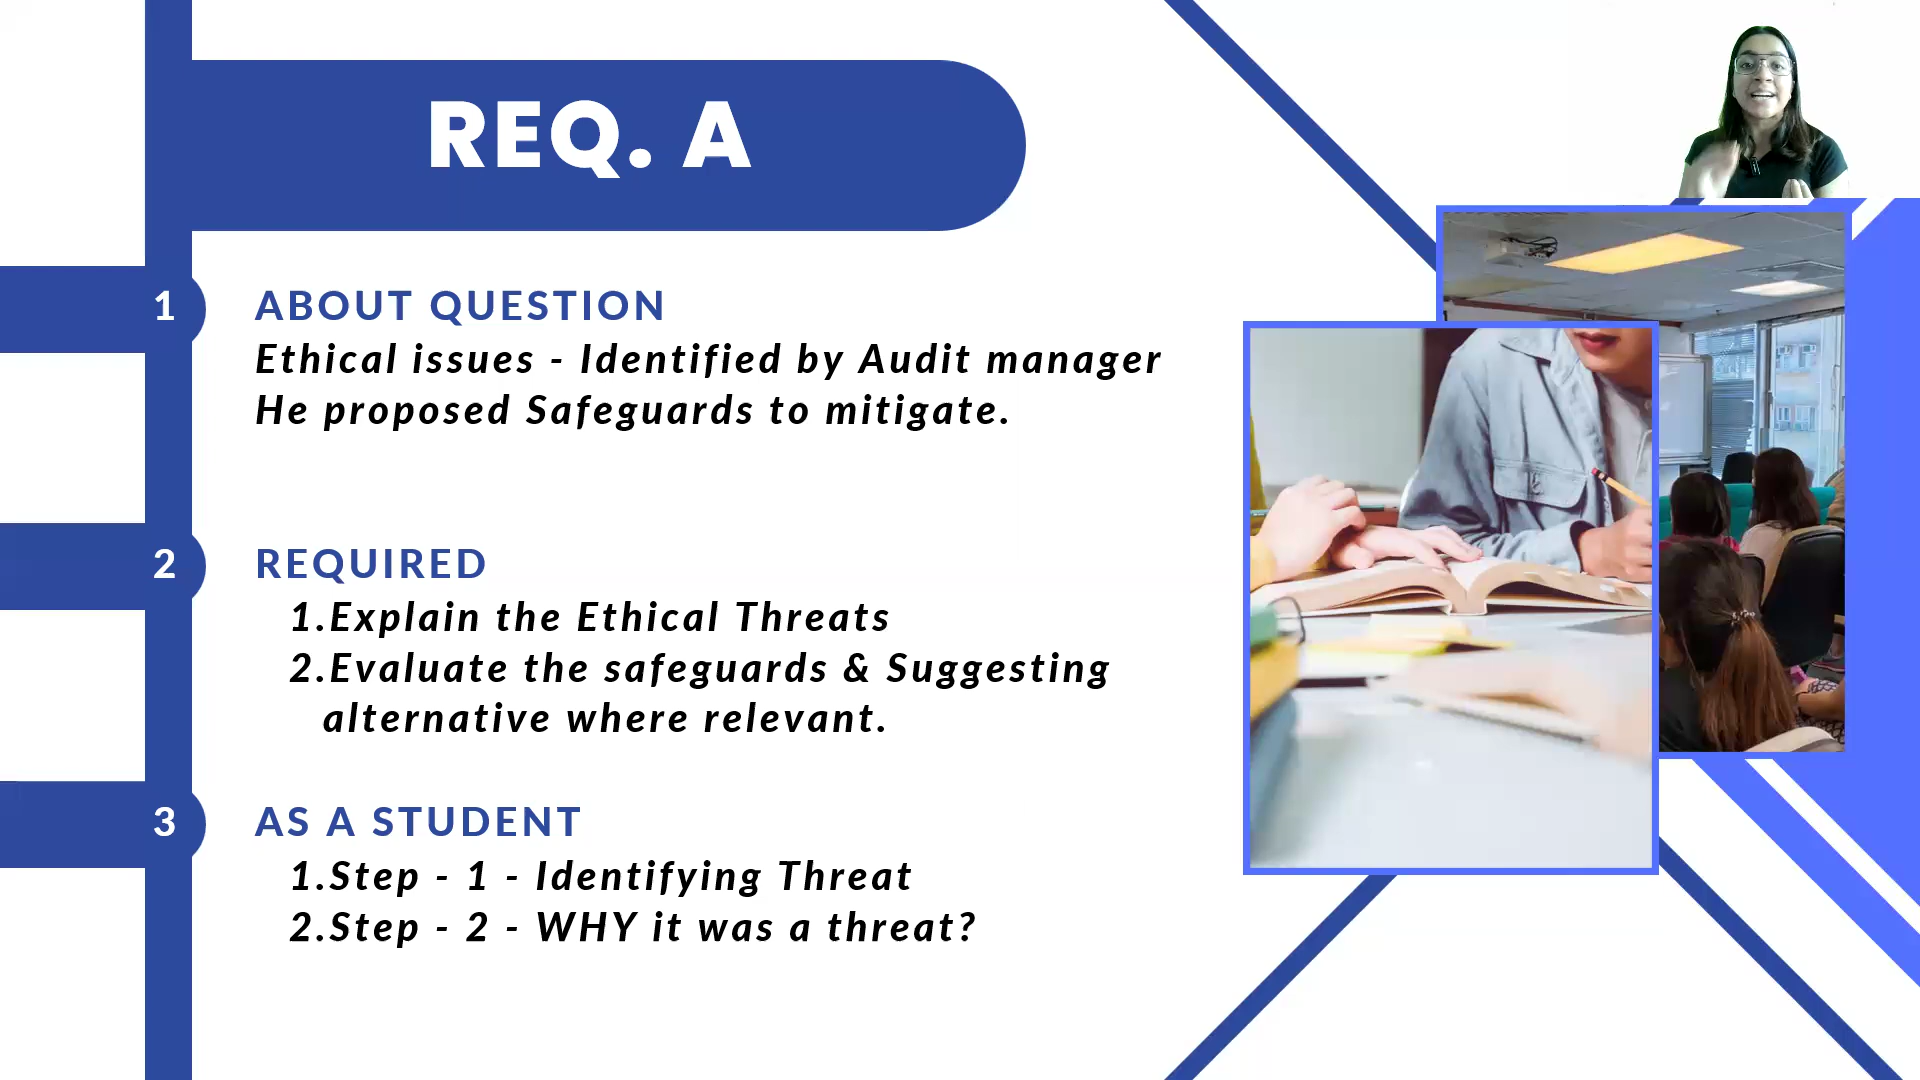 REQ. A
1
ABOUT QUESTION
Ethical issues - Identified by Audit manager
He proposed Safeguards to mitigate.
2
REQUIRED
1.Explain the Ethical Threats
2.Evaluate the safeguards & Suggesting
alternative where relevant.
3
AS A STUDENT
1.Step - 1 - Identifying Threat
2.Step - 2 - WHY it was a threat?